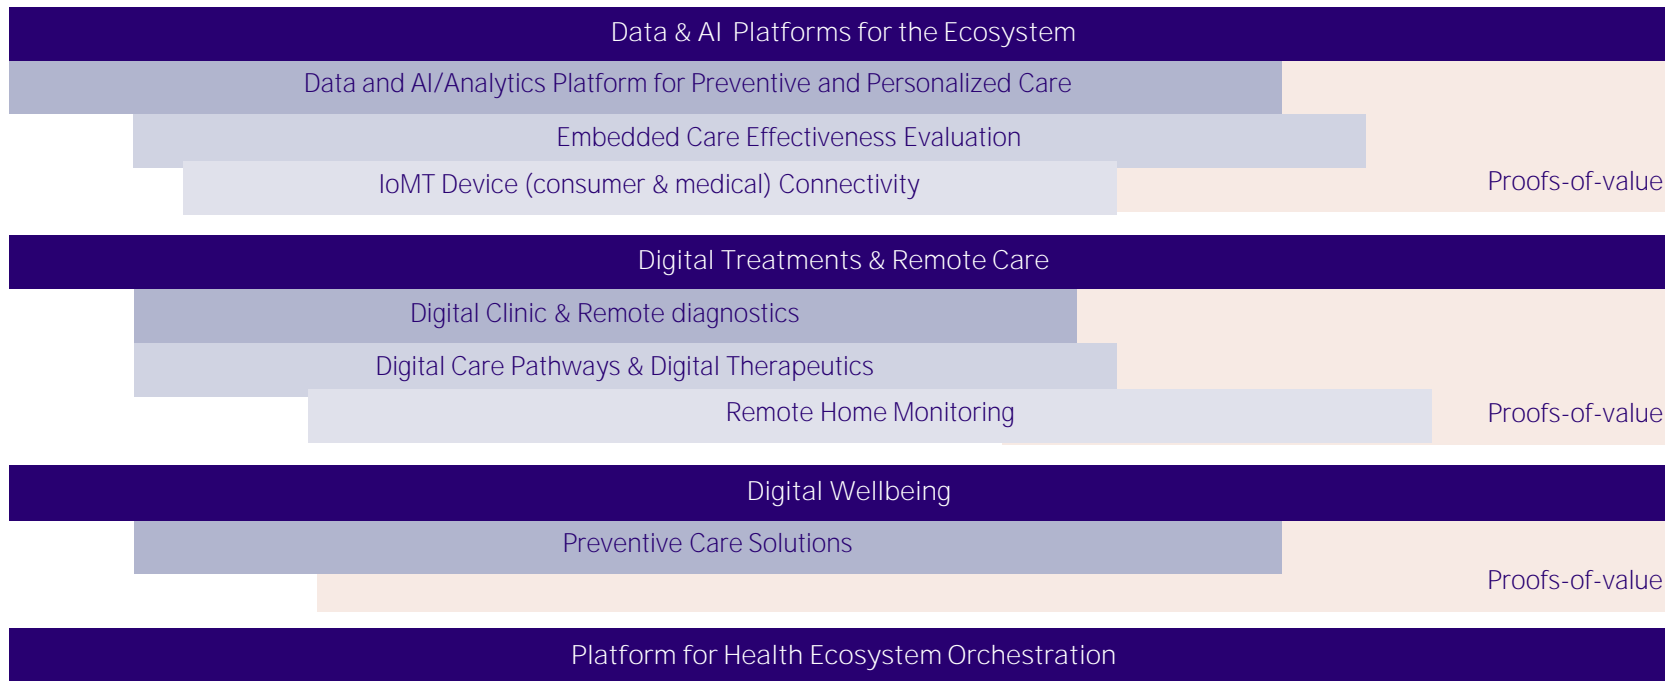 Data & AI Platforms for the Ecosystem
Data and AI/Analytics Platform for Preventive and Personalized Care
Embedded Care Effectiveness Evaluation
IoMT Device (consumer & medical) Connectivity
Proofs-of-value
Digital Treatments & Remote Care
Digital Clinic & Remote diagnostics
Digital Care Pathways & Digital Therapeutics
Remote Home Monitoring
Proofs-of-value
Digital Wellbeing
Preventive Care Solutions
Proofs-of-value
Platform for Health Ecosystem Orchestration